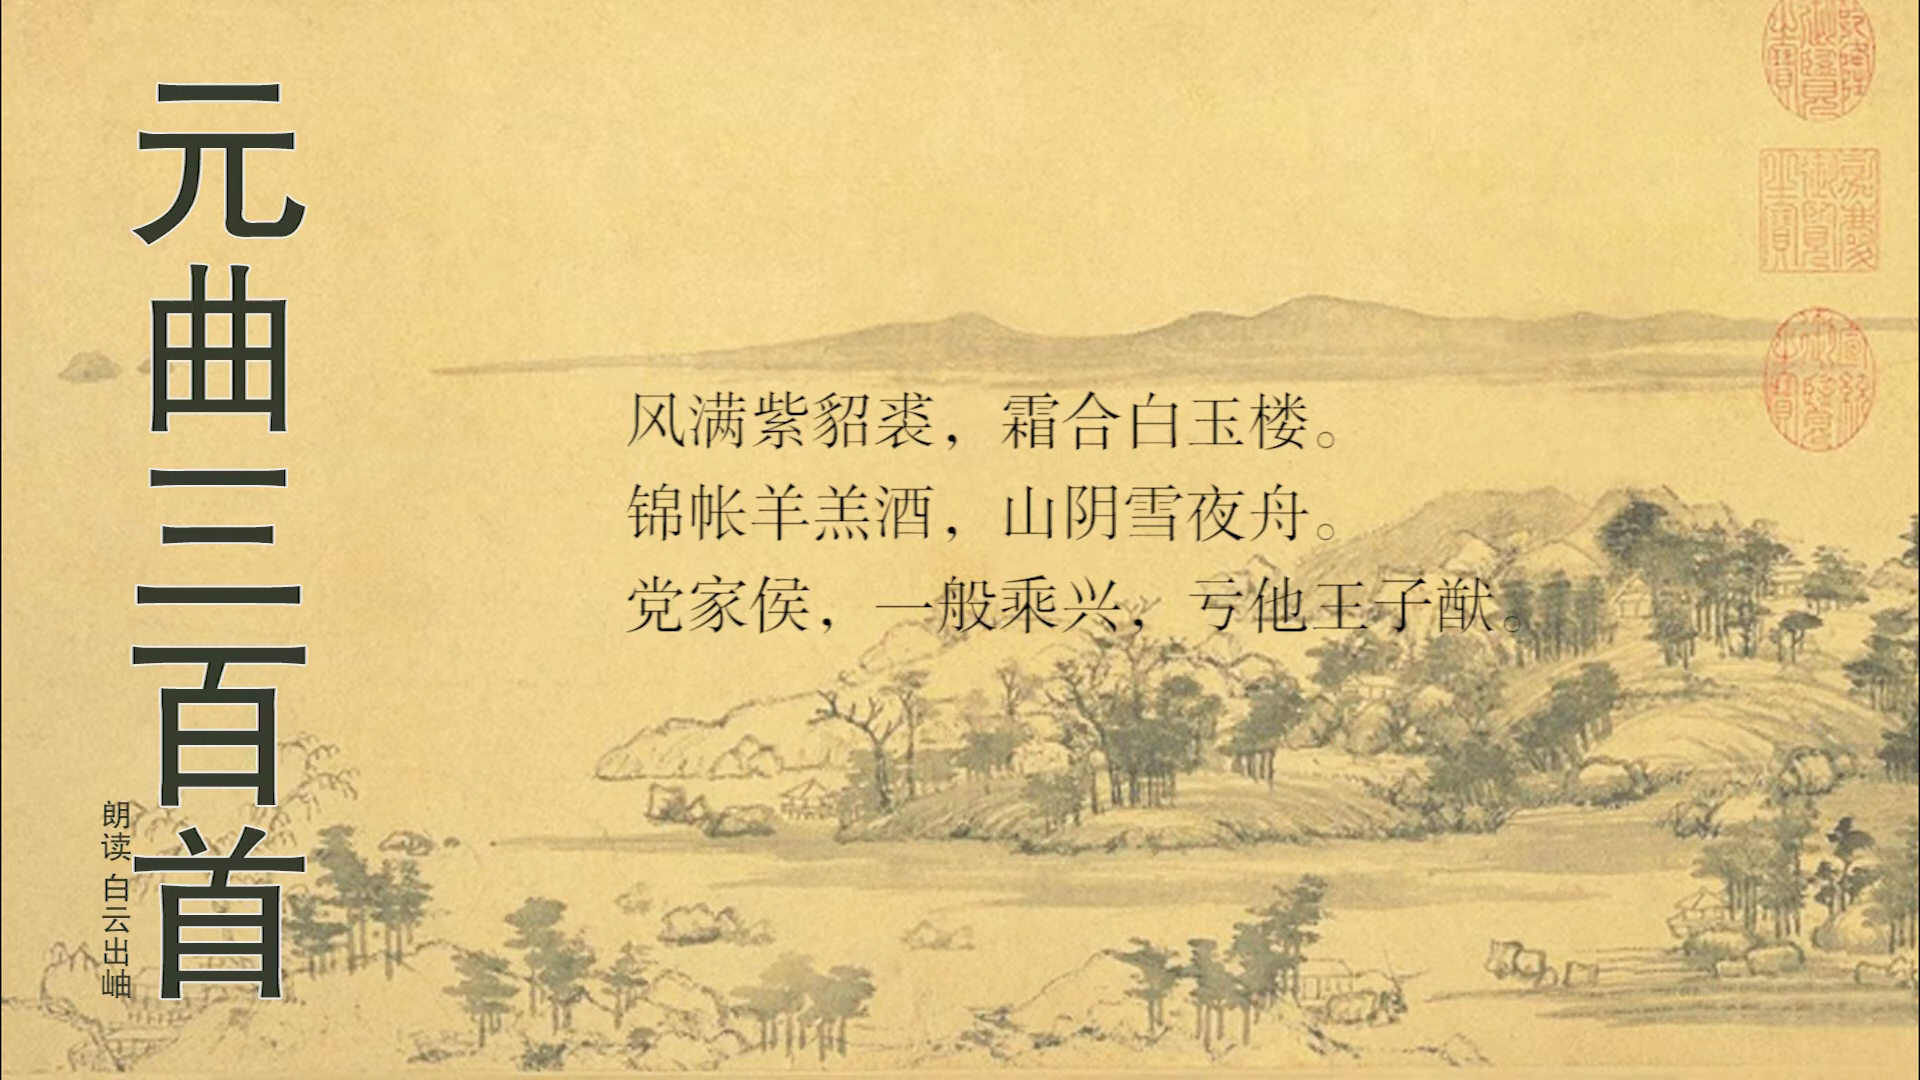 元曲三百首
朗读 白云出岫
风满紫貂裘，霜合白玉楼。
锦帐羊羔酒，山阴雪夜舟。
党家侯，一般乘兴，亏他王子猷。